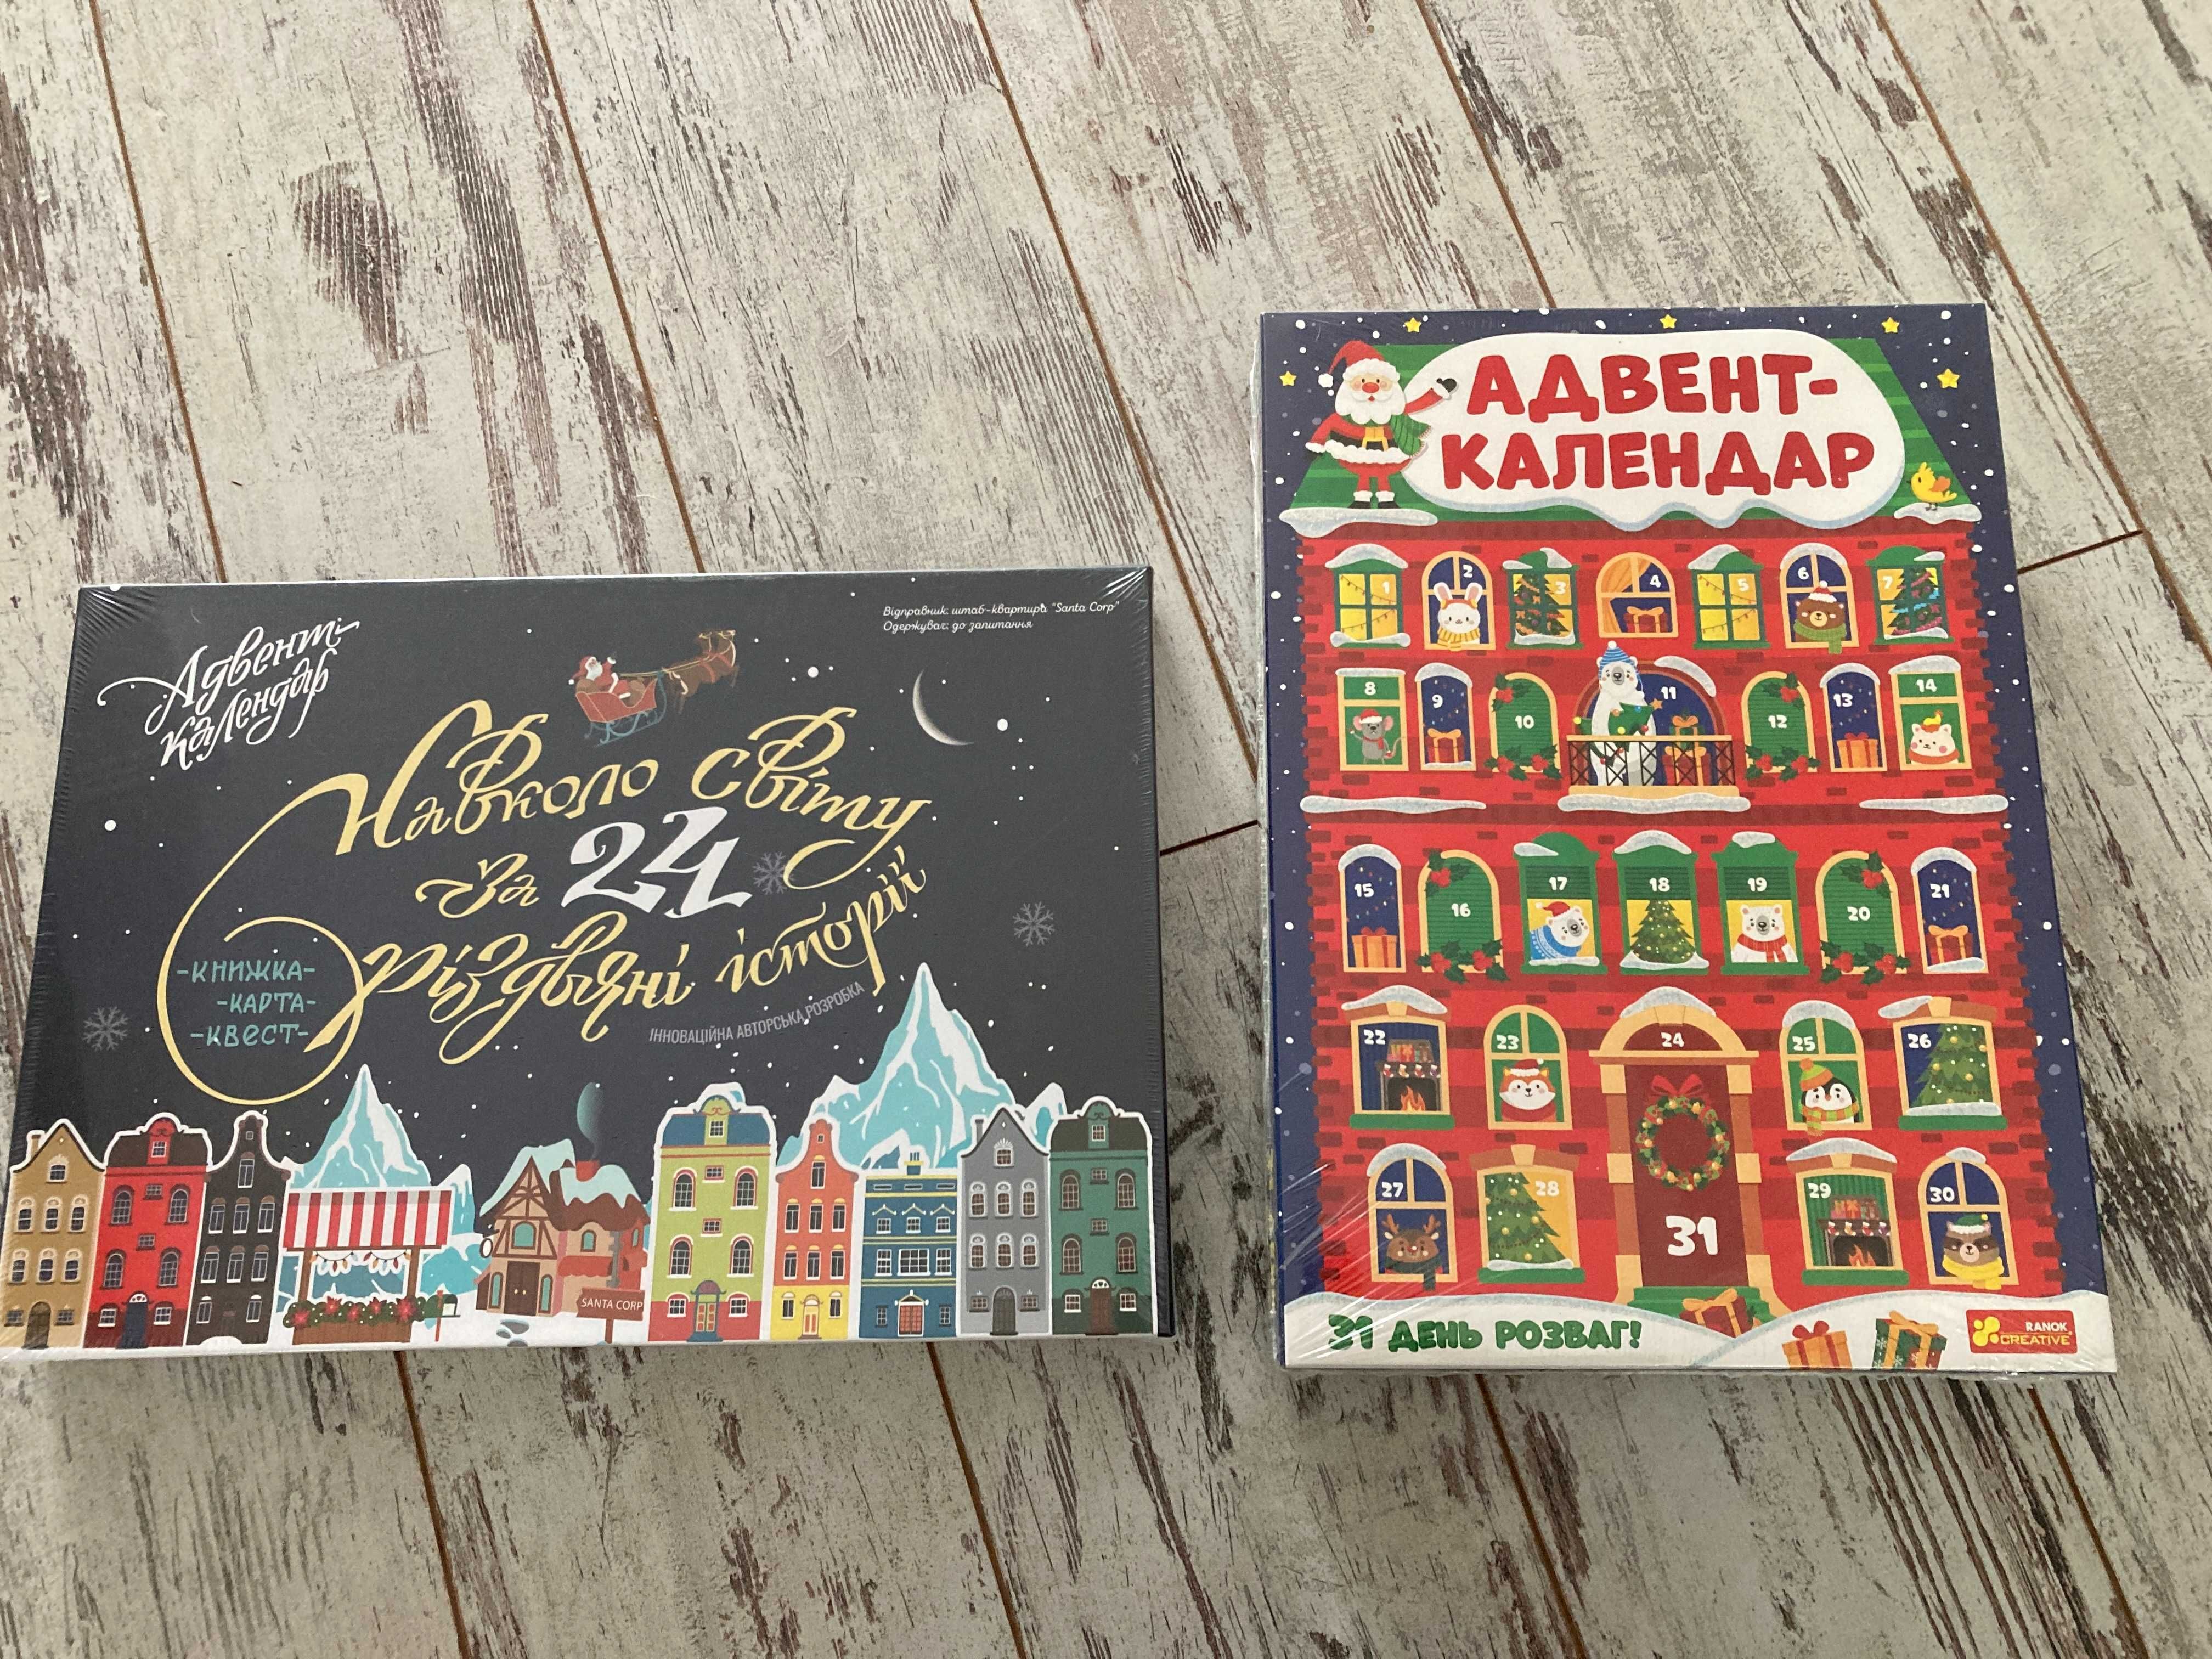 Адвент-
календар
Відправник: штаб-квартира "Santa Corp"
Одержувач: до запитання
Навколо світу
за 24
різдвяні історії
ІННОВАЦІЙНА АВТОРСЬКА РОЗРОБКА
-КНИЖКА-
-КАРТА-
-КВЕСТ-
SANTA CORP
АДВЕНТ-
КАЛЕНДАР
1 2 3 4 5 6 7
8 9 10 11 12 13 14
15 16 17 18 19 20 21
22 23 24 25 26
27 28 31 29 30
31 ДЕНЬ РОЗВАГ!
RANOK
CREATIVE